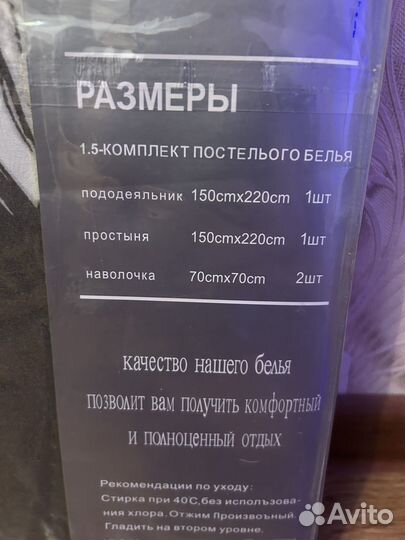 РАЗМЕРЫ
1.5-КОМПЛЕКТ ПОСТЕЛЬОГО БЕЛЬЯ
пододеяльник 150cmx220cm 1шт
простыня 150cmx220cm 1шт
наволочка 70cmx70cm 2шт
качество нашего белья
позволит вам получить комфортный
и полноценный отдых
Рекомендации по уходу:
Стирка при 40С,без использова-
ния хлора. Отжим Произвоъный.
Гладить на втором уровне.
Avito